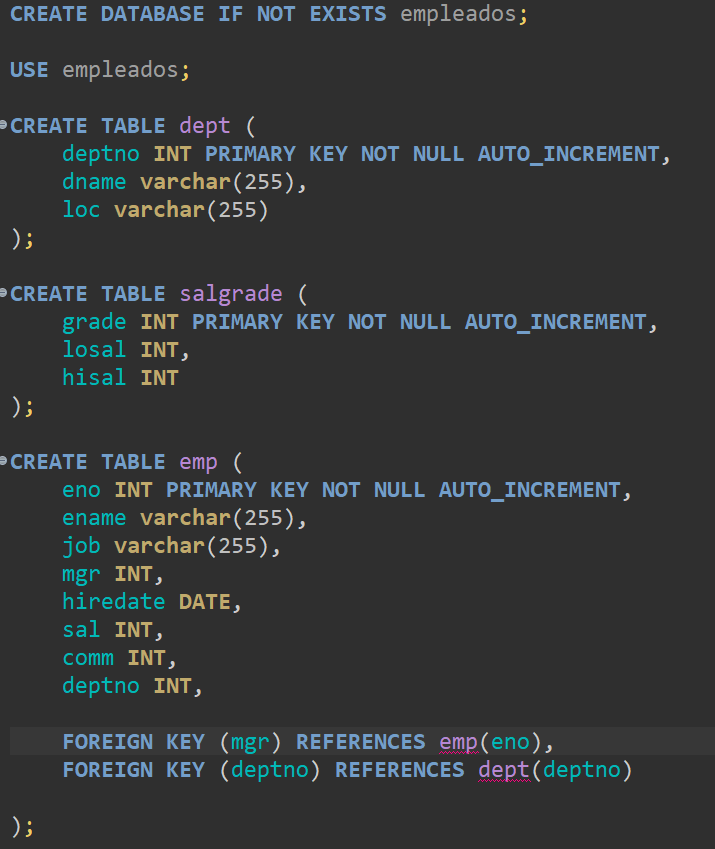 CREATE DATABASE IF NOT EXISTS empleados;
USE empleados;
CREATE TABLE dept (
    deptno INT PRIMARY KEY NOT NULL AUTO_INCREMENT,
    dname varchar(255),
    loc varchar(255)
);
CREATE TABLE salgrade (
    grade INT PRIMARY KEY NOT NULL AUTO_INCREMENT,
    losal INT,
    hisal INT
);
CREATE TABLE emp (
    eno INT PRIMARY KEY NOT NULL AUTO_INCREMENT,
    ename varchar(255),
    job varchar(255),
    mgr INT,
    hiredate DATE,
    sal INT,
    comm INT,
    deptno INT,
    FOREIGN KEY (mgr) REFERENCES emp(eno),
    FOREIGN KEY (deptno) REFERENCES dept(deptno)
);